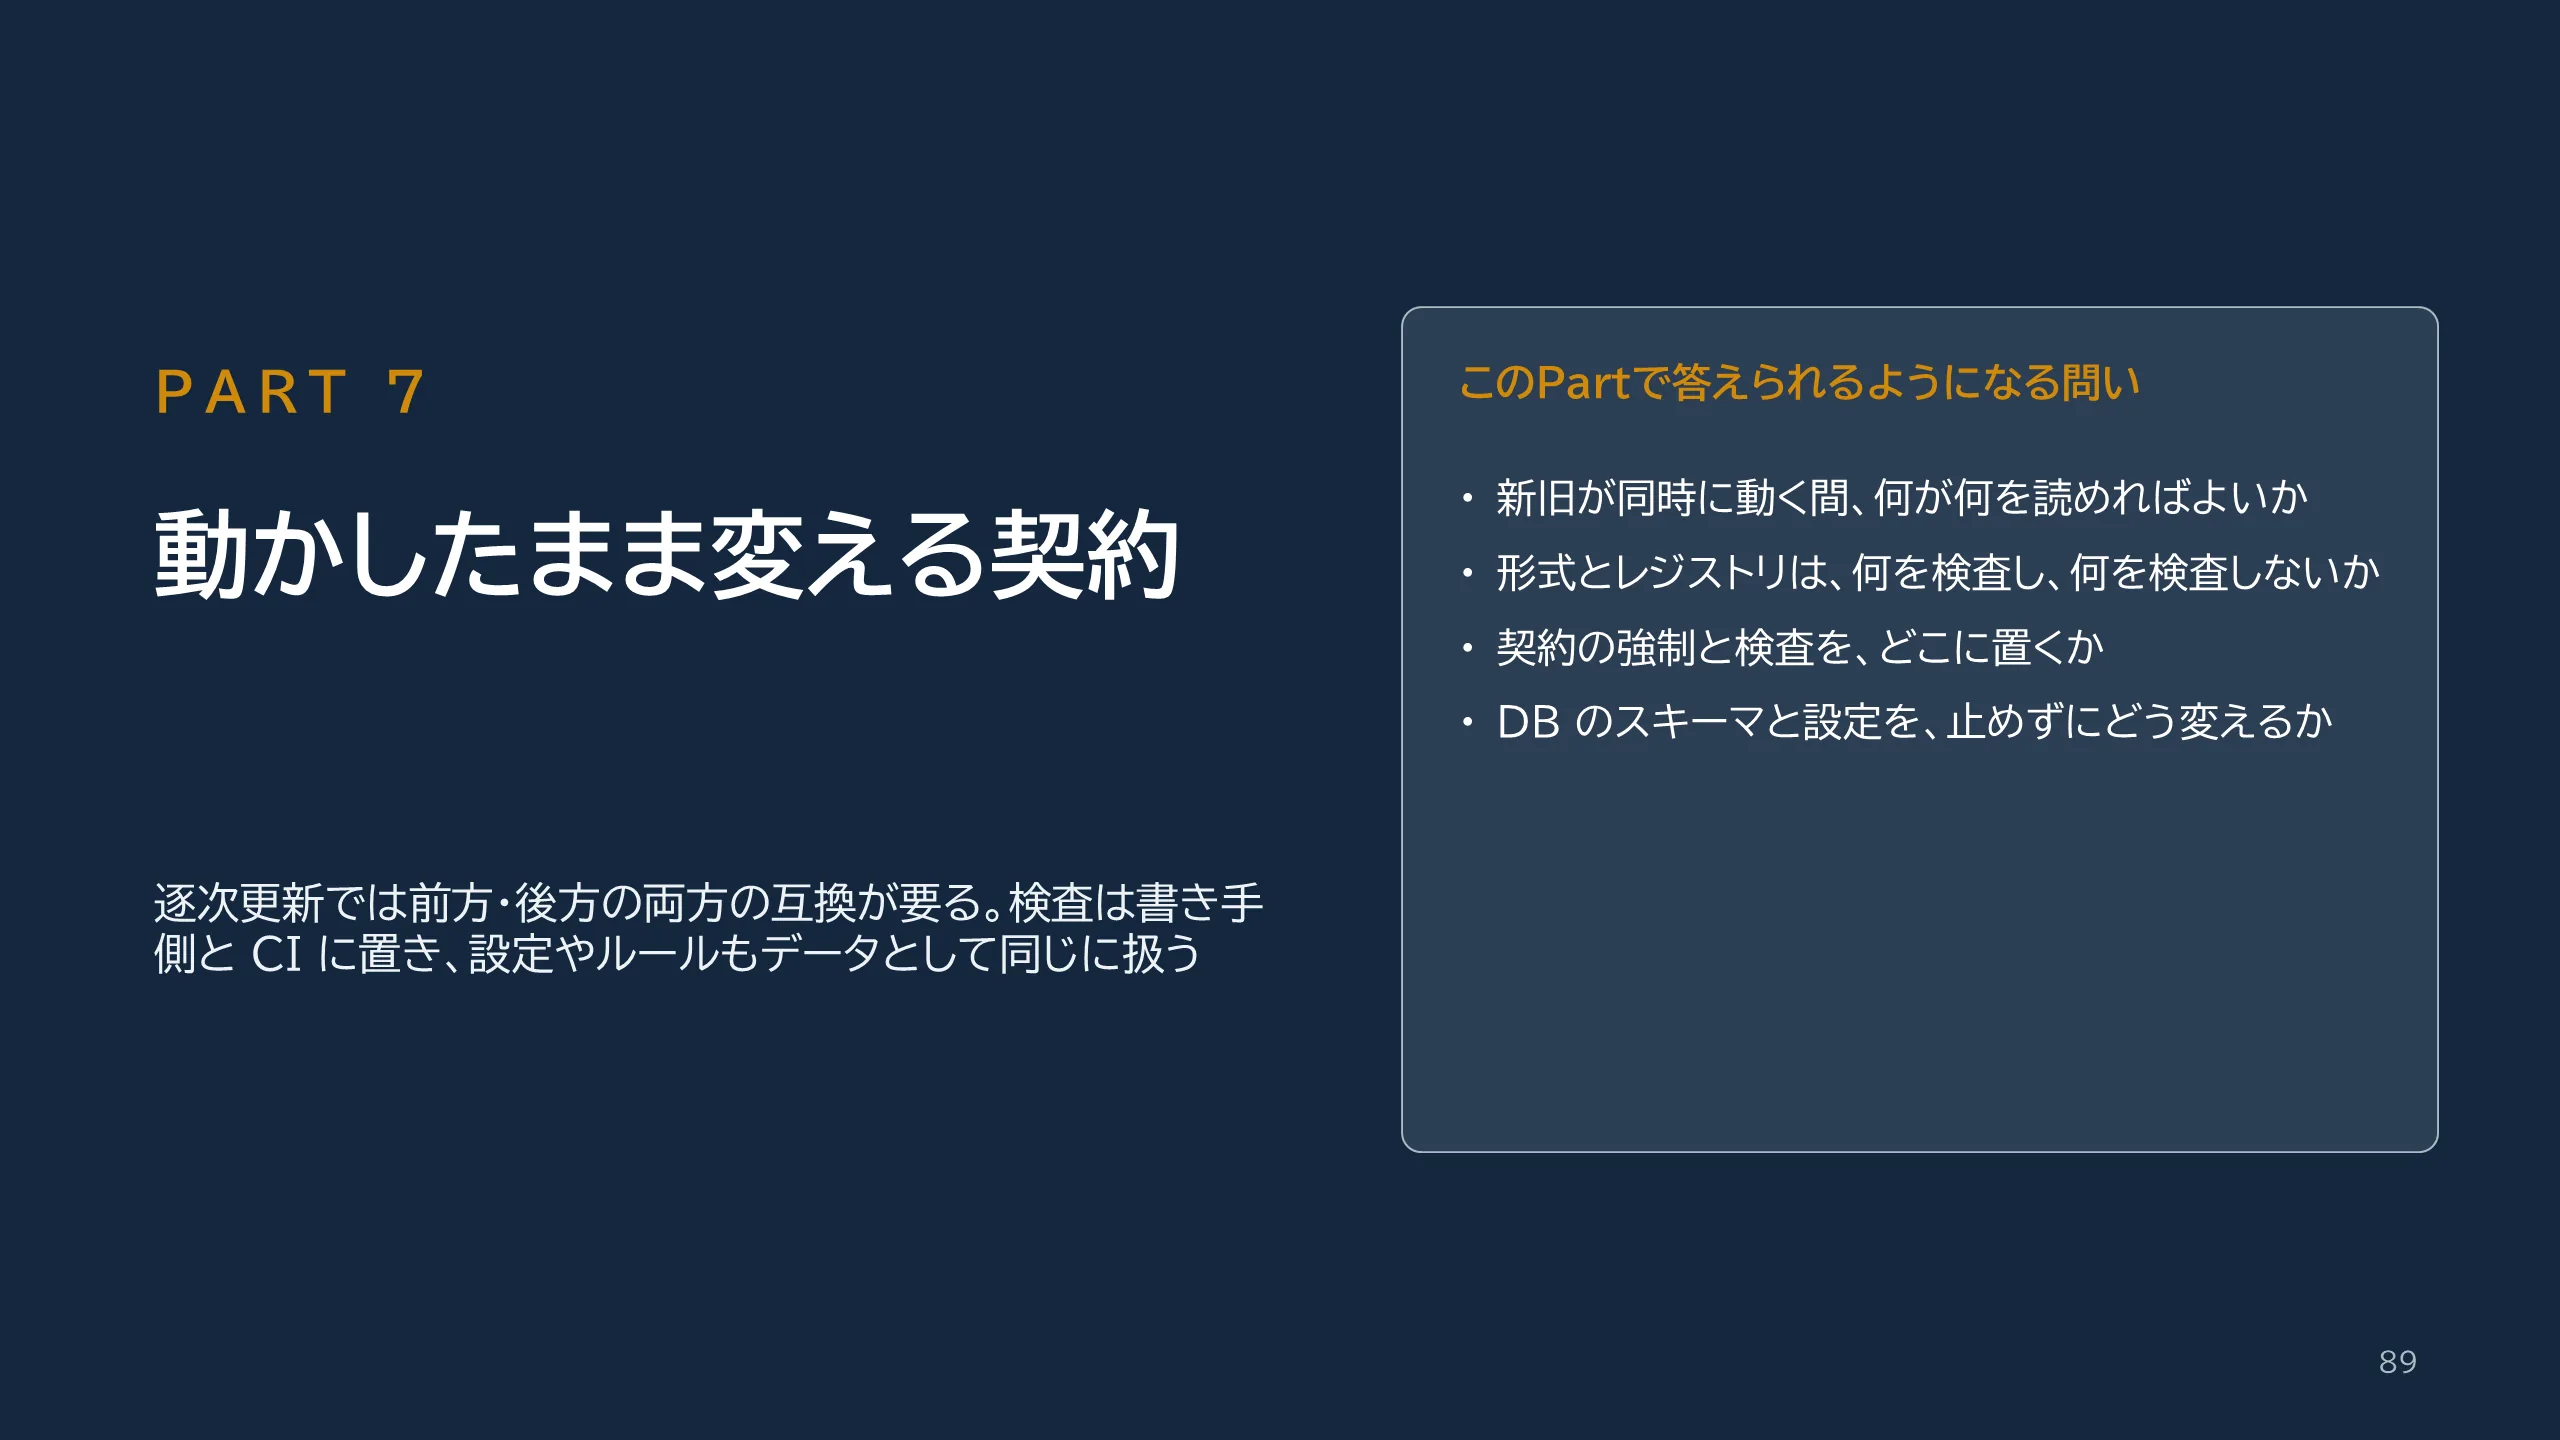 PART 7
動かしたまま変える契約
逐次更新では前方・後方の両方の互換が要る。検査は書き手
側と CI に置き、設定やルールもデータとして同じに扱う
このPartで答えられるようになる問い
・ 新旧が同時に動く間、何が何を読めればよいか
・ 形式とレジストリは、何を検査し、何を検査しないか
・ 契約の強制と検査を、どこに置くか
・ DB のスキーマと設定を、止めずにどう変えるか
89